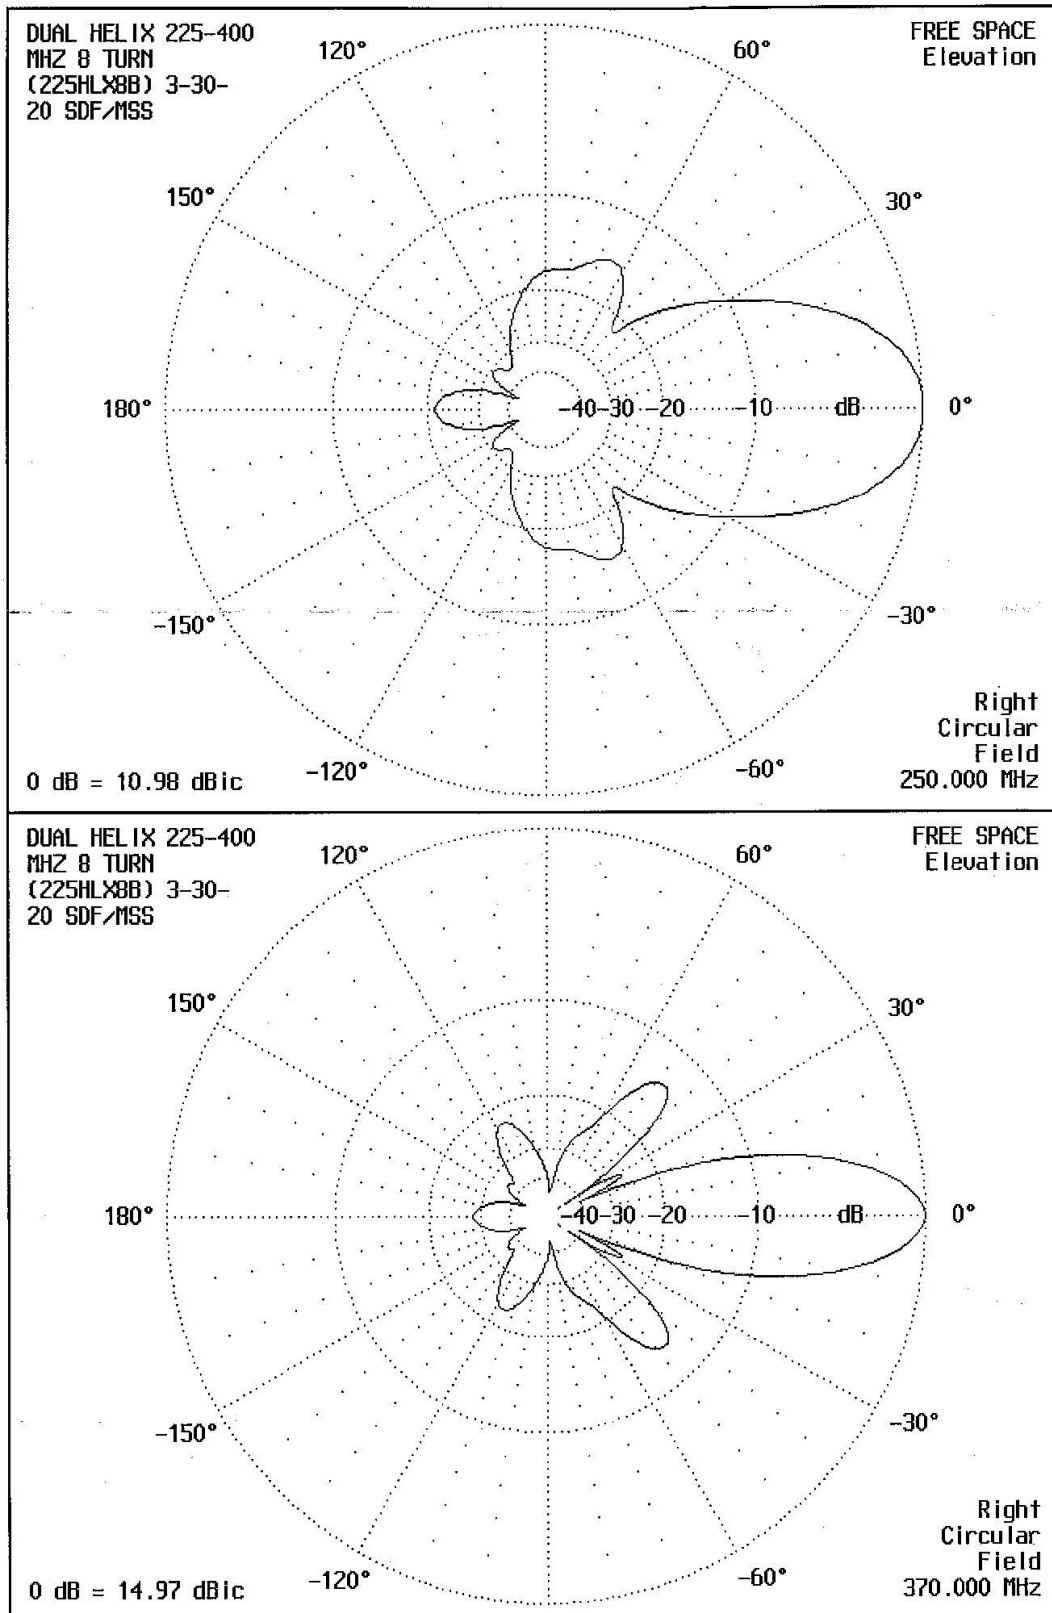 DUAL HELIX 225-400
MHZ 8 TURN
(225HLX8B) 3-30-
20 SDF/MSS
FREE SPACE
Elevation
120°
60°
150°
30°
180°
-40-30-20 -10 dB 0°
-150°
-30°
-120°
-60°
0 dB = 10.98 dBic
Right
Circular
Field
250.000 MHz
DUAL HELIX 225-400
MHZ 8 TURN
(225HLX8B) 3-30-
20 SDF/MSS
FREE SPACE
Elevation
120°
60°
150°
30°
180°
-40-30-20 -10 dB 0°
-150°
-30°
-120°
-60°
0 dB = 14.97 dBic
Right
Circular
Field
370.000 MHz